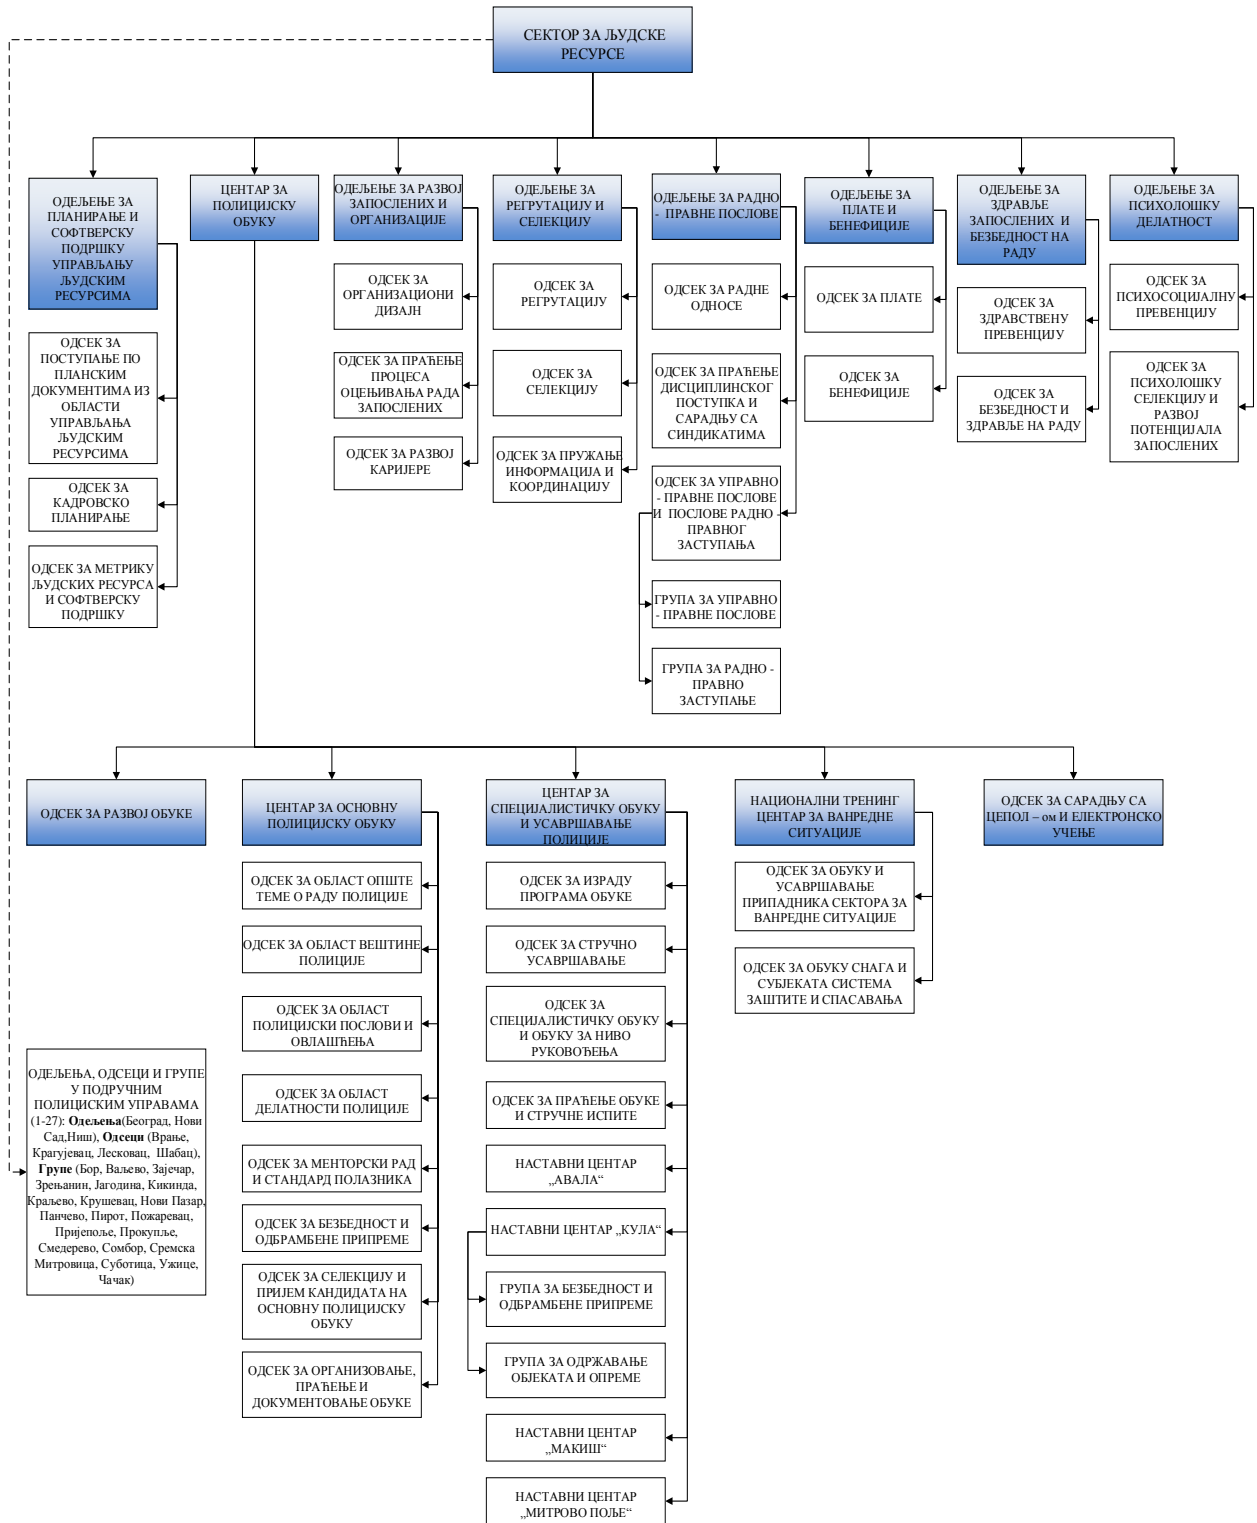 СЕКТОР ЗА ЉУДСКЕ
РЕСУРСЕ
ОДЕЉЕЊЕ ЗА
ПЛАНИРАЊЕ И
СОФТВЕРСКУ
ПОДРШКУ
УПРАВЉАЊУ
ЉУДСКИМ
РЕСУРСИМА
ЦЕНТАР ЗА
ПОЛИЦИЈСКУ
ОБУКУ
ОДЕЉЕЊЕ ЗА РАЗВОЈ
ЗАПОСЛЕНИХ И
ОРГАНИЗАЦИЈЕ
ОДЕЉЕЊЕ ЗА
РЕГРУТАЦИЈУ И
СЕЛЕКЦИЈУ
ОДЕЉЕЊЕ ЗА РАДНО
- ПРАВНЕ ПОСЛОВЕ
ОДЕЉЕЊЕ ЗА
ПЛАТЕ И
БЕНЕФИЦИЈЕ
ОДЕЉЕЊЕ ЗА
ЗДРАВЉЕ
ЗАПОСЛЕНИХ И
БЕЗБЕДНОСТ НА
РАДУ
ОДЕЉЕЊЕ ЗА
ПСИХОЛОШКУ
ДЕЛАТНОСТ
ОДСЕК ЗА
ПОСТУПАЊЕ ПО
ПЛАНСКИМ
ДОКУМЕНТИМА ИЗ
ОБЛАСТИ
УПРАВЉАЊА
ЉУДСКИМ
РЕСУРСИМА
ОДСЕК ЗА
КАДРОВСКО
ПЛАНИРАЊЕ
ОДСЕК ЗА МЕТРИКУ
ЉУДСКИХ РЕСУРСА
И СОФТВЕРСКУ
ПОДРШКУ
ОДСЕК ЗА
ОРГАНИЗАЦИОНИ
ДИЗАЈН
ОДСЕК ЗА ПРАЋЕЊЕ
ПРОЦЕСА
ОЦЕЊИВАЊА РАДА
ЗАПОСЛЕНИХ
ОДСЕК ЗА РАЗВОЈ
КАРИЈЕРЕ
ОДСЕК ЗА
РЕГРУТАЦИЈУ
ОДСЕК ЗА
СЕЛЕКЦИЈУ
ОДСЕК ЗА ПРУЖАЊЕ
ИНФОРМАЦИЈА И
КООРДИНАЦИЈУ
ОДСЕК ЗА РАДНЕ
ОДНОСЕ
ОДСЕК ЗА ПРАЋЕЊЕ
ДИСЦИПЛИНСКОГ
ПОСТУПКА И
САРАДЊУ СА
СИНДИКАТИМА
ОДСЕК ЗА УПРАВНО
- ПРАВНЕ ПОСЛОВЕ
И ПОСЛОВЕ РАДНО -
ПРАВНОГ
ЗАСТУПАЊА
ГРУПА ЗА УПРАВНО
- ПРАВНЕ ПОСЛОВЕ
ГРУПА ЗА РАДНО -
ПРАВНО
ЗАСТУПАЊЕ
ОДСЕК ЗА ПЛАТЕ
ОДСЕК ЗА
БЕНЕФИЦИЈЕ
ОДСЕК ЗА
ЗДРАВСТВЕНУ
ПРЕВЕНЦИЈУ
ОДСЕК ЗА
БЕЗБЕДНОСТ И
ЗДРАВЉЕ НА РАДУ
ОДСЕК ЗА
ПСИХОСОЦИЈАЛНУ
ПРЕВЕНЦИЈУ
ОДСЕК ЗА
ПСИХОЛОШКУ
СЕЛЕКЦИЈУ И
РАЗВОЈ
ПОТЕНЦИЈАЛА
ЗАПОСЛЕНИХ
ОДСЕК ЗА РАЗВОЈ ОБУКЕ
ЦЕНТАР ЗА ОСНОВНУ
ПОЛИЦИЈСКУ ОБУКУ
ЦЕНТАР ЗА
СПЕЦИЈАЛИСТИЧКУ ОБУКУ
И УСАВРШАВАЊЕ
ПОЛИЦИЈЕ
НАЦИОНАЛНИ ТРЕНИНГ
ЦЕНТАР ЗА ВАНРЕДНЕ
СИТУАЦИЈЕ
ОДСЕК ЗА САРАДЊУ СА
ЦЕПОЛ – ом И ЕЛЕКТРОНСКО
УЧЕЊЕ
ОДСЕК ЗА ОБЛАСТ ОПШТЕ
ТЕМЕ О РАДУ ПОЛИЦИЈЕ
ОДСЕК ЗА ОБЛАСТ ВЕШТИНЕ
ПОЛИЦИЈЕ
ОДСЕК ЗА ОБЛАСТ
ПОЛИЦИЈСКИ ПОСЛОВИ И
ОВЛАШЋЕЊА
ОДСЕК ЗА ОБЛАСТ
ДЕЛАТНОСТИ ПОЛИЦИЈЕ
ОДСЕК ЗА МЕНТОРСКИ РАД
И СТАНДАРД ПОЛАЗНИКА
ОДСЕК ЗА БЕЗБЕДНОСТ И
ОДБРАМБЕНЕ ПРИПРЕМЕ
ОДСЕК ЗА СЕЛЕКЦИЈУ И
ПРИЈЕМ КАНДИДАТА НА
ОСНОВНУ ПОЛИЦИЈСКУ
ОБУКУ
ОДСЕК ЗА ОРГАНИЗОВАЊЕ,
ПРАЋЕЊЕ И
ДОКУМЕНТОВАЊЕ ОБУКЕ
ОДСЕК ЗА ИЗРАДУ
ПРОГРАМА ОБУКЕ
ОДСЕК ЗА СТРУЧНО
УСАВРШАВАЊЕ
ОДСЕК ЗА
СПЕЦИЈАЛИСТИЧКУ ОБУКУ
И ОБУКУ ЗА НИВО
РУКОВОЂЕЊА
ОДСЕК ЗА ПРАЋЕЊЕ ОБУКЕ
И СТРУЧНЕ ИСПИТЕ
НАСТАВНИ ЦЕНТАР
„АВАЛА“
НАСТАВНИ ЦЕНТАР „КУЛА“
ГРУПА ЗА БЕЗБЕДНОСТ И
ОДБРАМБЕНЕ ПРИПРЕМЕ
ГРУПА ЗА ОДРЖАВАЊЕ
ОБЈЕКАТА И ОПРЕМЕ
НАСТАВНИ ЦЕНТАР
„МАКИШ“
НАСТАВНИ ЦЕНТАР
„МИТРОВО ПОЉЕ“
ОДСЕК ЗА ОБУКУ И
УСАВРШАВАЊЕ
ПРИПАДНИКА СЕКТОРА ЗА
ВАНРЕДНЕ СИТУАЦИЈЕ
ОДСЕК ЗА ОБУКУ СНАГА И
СУБЈЕКАТА СИСТЕМА
ЗАШТИТЕ И СПАСАВАЊА
ОДЕЉЕЊА, ОДСЕЦИ И ГРУПЕ
У ПОДРУЧНИМ
ПОЛИЦИСКИМ УПРАВАМА
(1-27): Одељења(Београд, Нови
Сад,Ниш), Одсеци (Врање,
Крагујевац, Лесковац, Шабац),
Групе (Бор, Ваљево, Зајечар,
Зрењанин, Јагодина, Кикинда,
Краљево, Крушевац, Нови Пазар,
Панчево, Пирот, Пожаревац,
Пријепоље, Прокупље,
Смедерево, Сомбор, Сремска
Митровица, Суботица, Ужице,
Чачак)